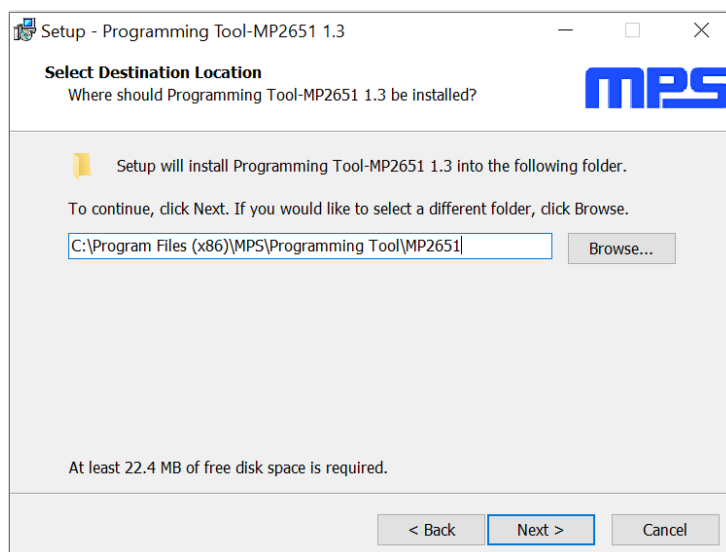 Setup - Programming Tool-MP2651 1.3
Select Destination Location
Where should Programming Tool-MP2651 1.3 be installed?
mps
Setup will install Programming Tool-MP2651 1.3 into the following folder.
To continue, click Next. If you would like to select a different folder, click Browse.
C:\Program Files (x86)\MPS\Programming Tool\MP2651
Browse...
At least 22.4 MB of free disk space is required.
< Back
Next >
Cancel